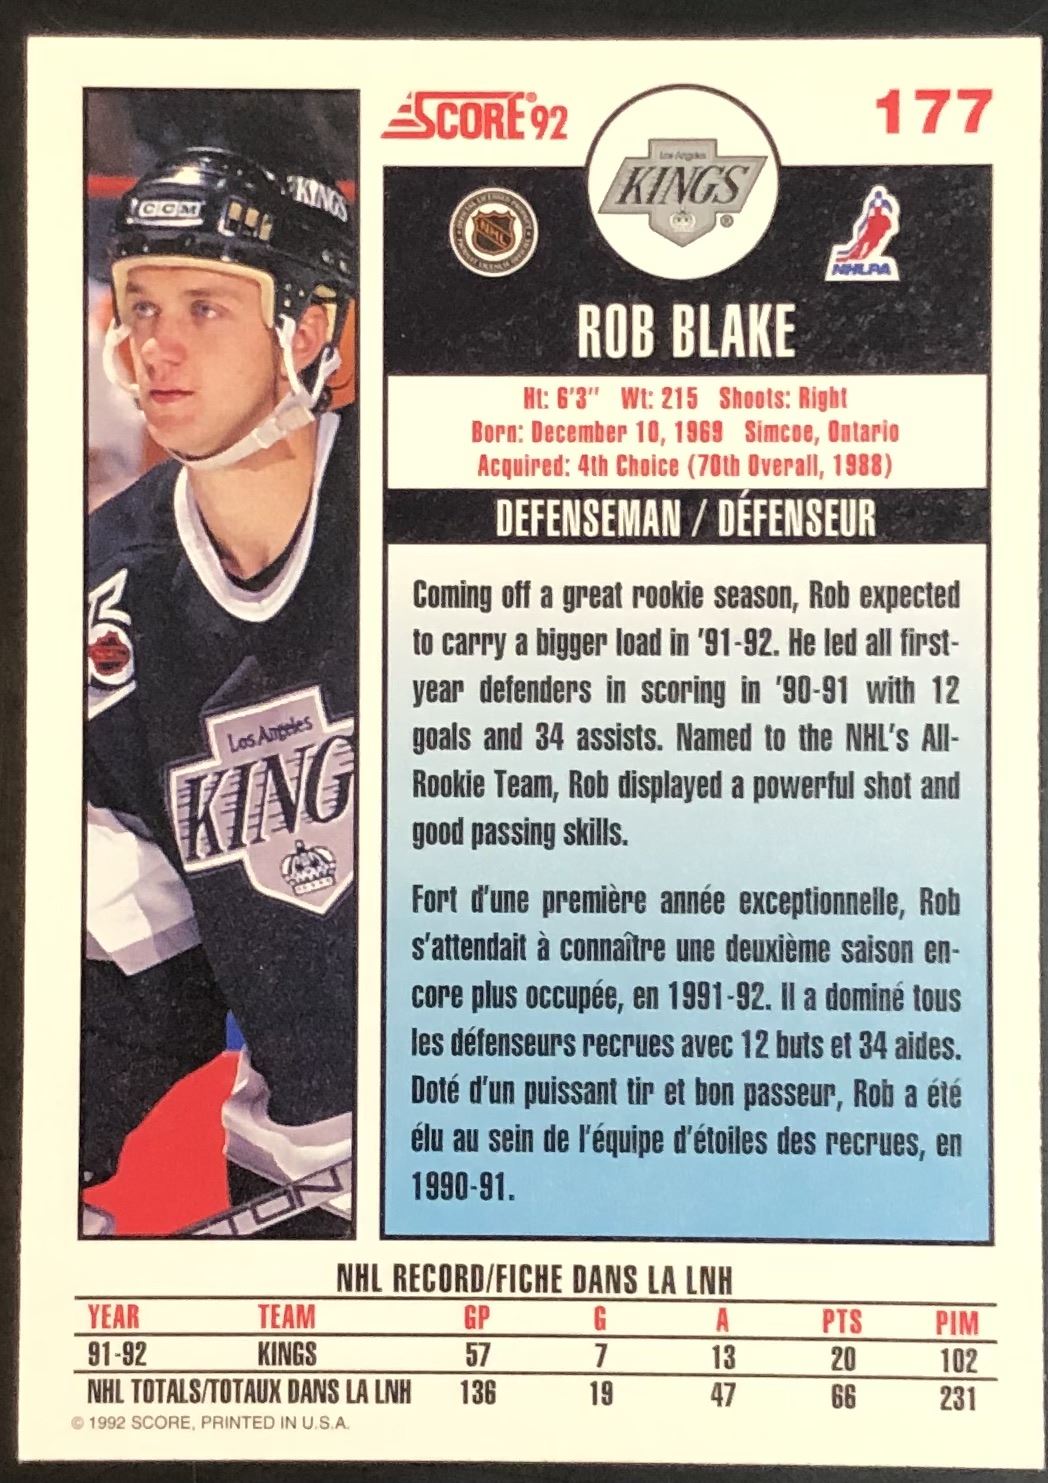 SCORE® 92
177
Los Angeles
KINGS®
NHL
NHLPA
KINGS
CCM
ROB BLAKE
Ht: 6'3" Wt: 215 Shoots: Right
Born: December 10, 1969 Simcoe, Ontario
Acquired: 4th Choice (70th Overall, 1988)
DEFENSEMAN / DÉFENSEUR
Coming off a great rookie season, Rob expected
to carry a bigger load in '91-92. He led all first-
year defenders in scoring in '90-91 with 12
goals and 34 assists. Named to the NHL's All-
Rookie Team, Rob displayed a powerful shot and
good passing skills.
Fort d'une première année exceptionnelle, Rob
s'attendait à connaître une deuxième saison en-
core plus occupée, en 1991-92. Il a dominé tous
les défenseurs recrues avec 12 buts et 34 aides.
Doté d'un puissant tir et bon passeur, Rob a été
élu au sein de l'équipe d'étoiles des recrues, en
1990-91.
Los Angeles
KING
TON
NHL RECORD/FICHE DANS LA LNH
YEAR TEAM GP G A PTS PIM
91-92 KINGS 57 7 13 20 102
NHL TOTALS/TOTAUX DANS LA LNH 136 19 47 66 231
© 1992 SCORE, PRINTED IN U.S.A.